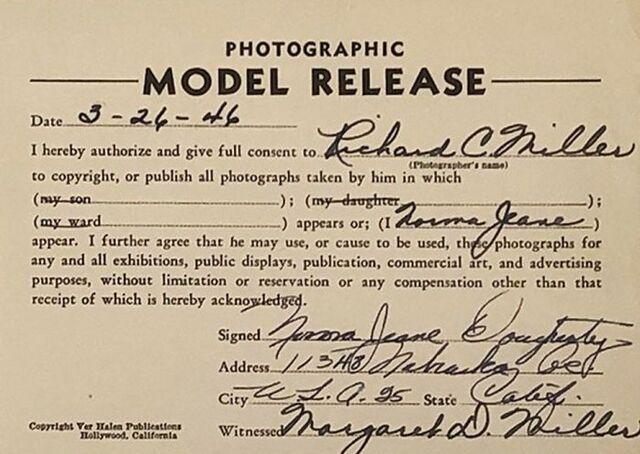 PHOTOGRAPHIC
MODEL RELEASE
Date 3-26-46
I hereby authorize and give full consent to Richard C. Miller
(Photographer's name)
to copyright, or publish all photographs taken by him in which
(my son ); (my daughter );
(my ward ) appears or; (I Norma Jeane )
appear. I further agree that he may use, or cause to be used, these photographs for
any and all exhibitions, public displays, publication, commercial art, and advertising
purposes, without limitation or reservation or any compensation other than that
receipt of which is hereby acknowledged.
Signed Norma Jeane Dougherty
Address 11348 Nebraska
City W.L.A. 25 State Calif.
Witnessed Margaret D. Miller
Copyright Ver Halen Publications
Hollywood, California